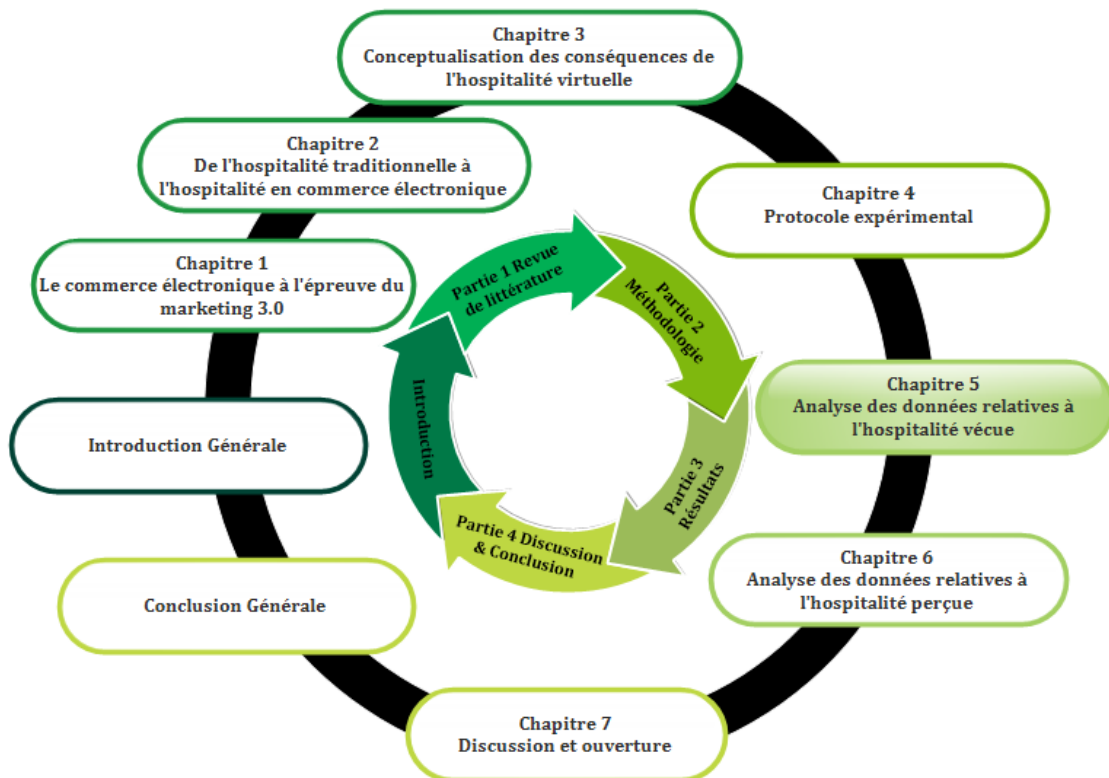 Chapitre 3
Conceptualisation des conséquences de
l'hospitalité virtuelle
Chapitre 2
De l'hospitalité traditionnelle à
l'hospitalité en commerce électronique
Chapitre 4
Protocole expérimental
Chapitre 1
Le commerce électronique à l'épreuve du
marketing 3.0
Partie 1 Revue
de littérature
Partie 2
Méthodologie
Introduction
Partie 3
Résultats
Partie 4 Discussion
& Conclusion
Chapitre 5
Analyse des données relatives à
l'hospitalité vécue
Introduction Générale
Chapitre 6
Analyse des données relatives à
l'hospitalité perçue
Conclusion Générale
Chapitre 7
Discussion et ouverture